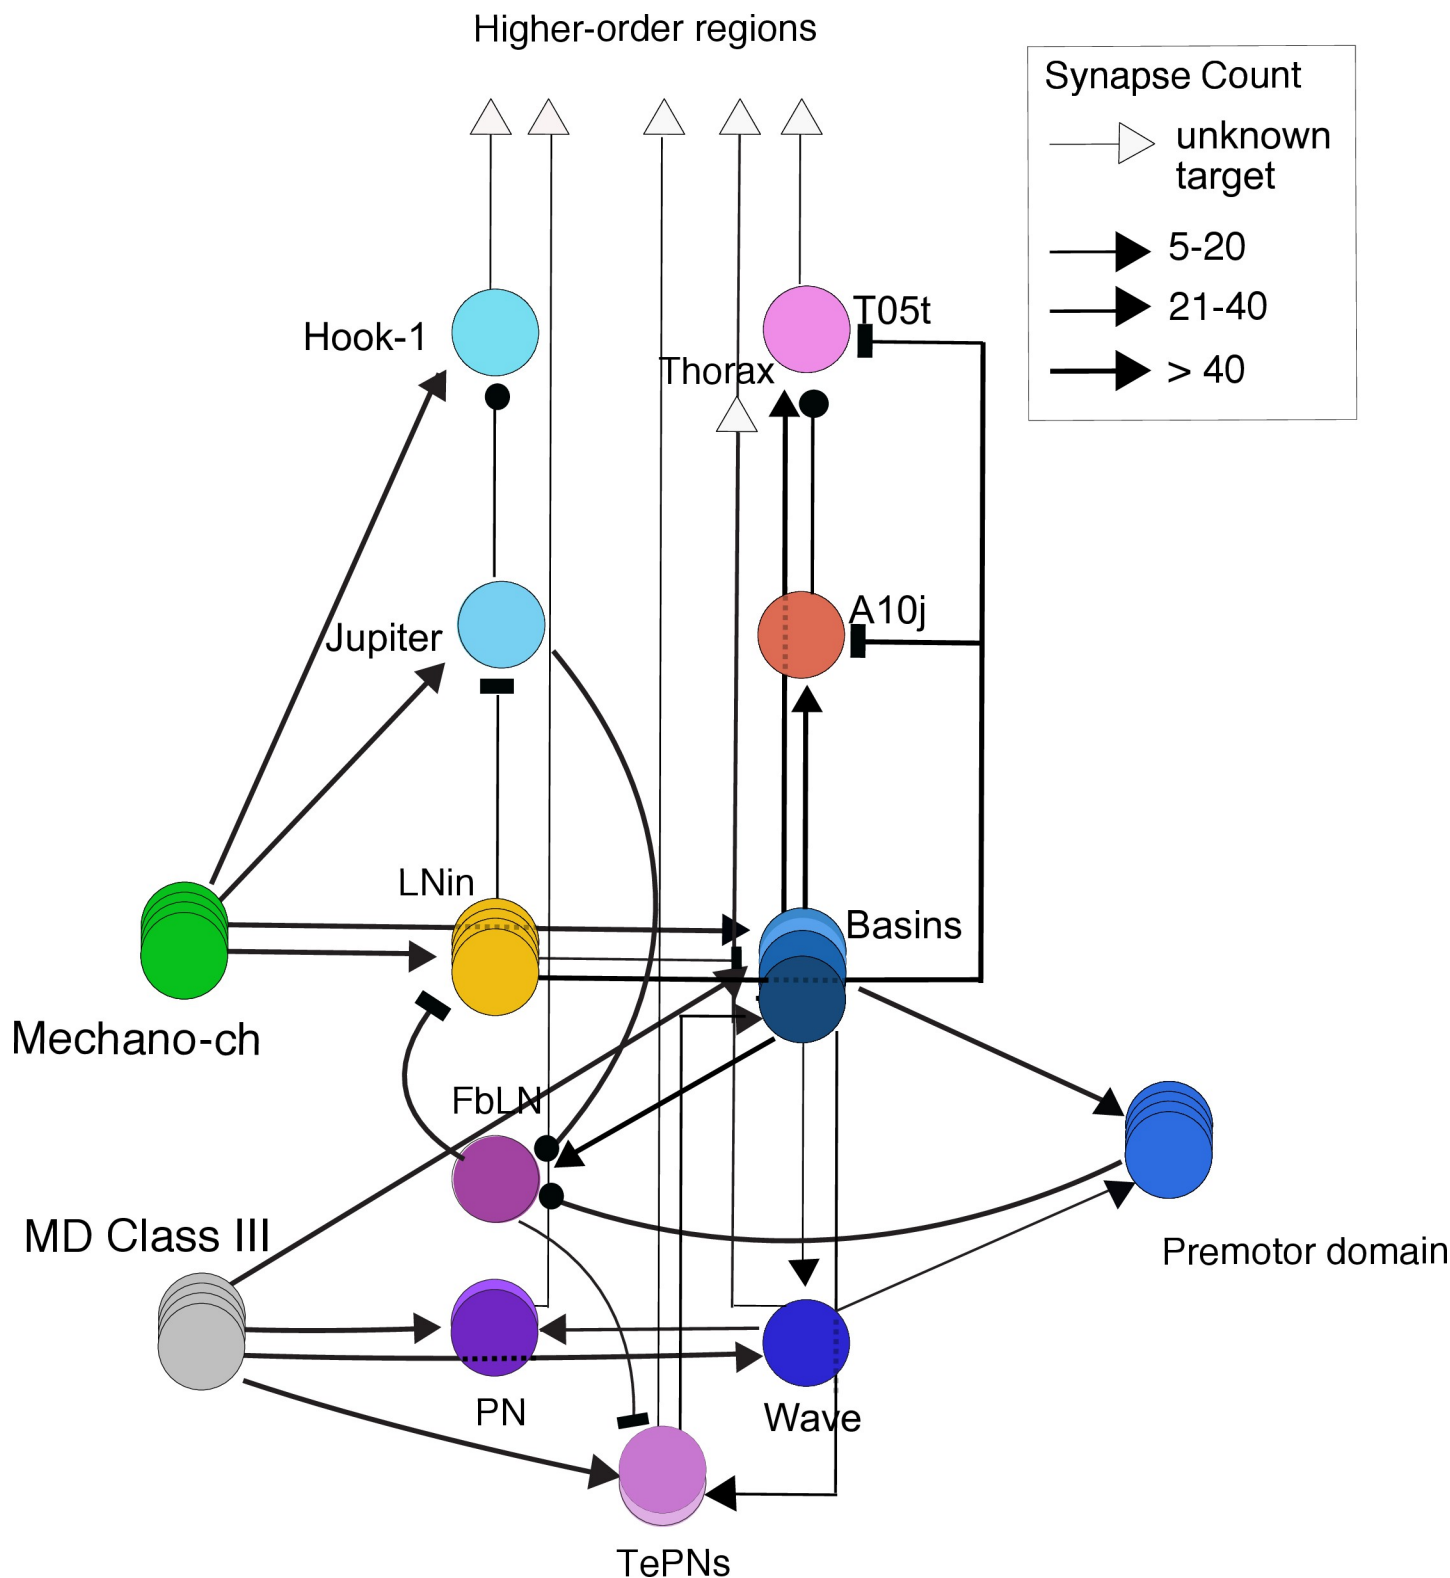 Higher-order regions
Synapse Count
unknown
target
5-20
21-40
> 40
T05t
Hook-1
Thorax
A10j
Jupiter
LNin
Basins
Mechano-ch
FbLN
MD Class III
Premotor domain
PN
Wave
TePNs